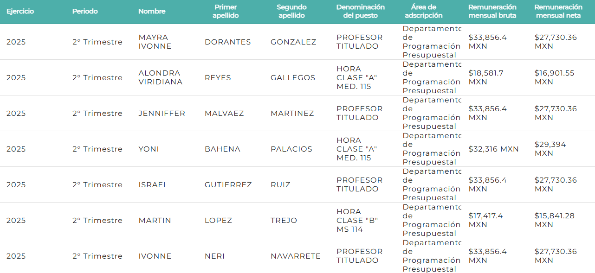 Ejercicio Periodo Nombre Primer apellido Segundo apellido Denominación del puesto Área de adscripción Remuneración mensual bruta Remuneración mensual neta
2025 2° Trimestre MAYRA IVONNE DORANTES GONZALEZ PROFESOR TITULADO Departamento de Programación Presupuestal $33,856.4 MXN $27,730.36 MXN
2025 2° Trimestre ALONDRA VIRIDIANA REYES GALLEGOS HORA CLASE "A" MED. 115 Departamento de Programación Presupuestal $18,581.7 MXN $16,901.55 MXN
2025 2° Trimestre JENNIFFER MALVAEZ MARTINEZ PROFESOR TITULADO Departamento de Programación Presupuestal $33,856.4 MXN $27,730.36 MXN
2025 2° Trimestre YONI BAHENA PALACIOS HORA CLASE "A" MED. 115 Departamento de Programación Presupuestal $32,316 MXN $29,394 MXN
2025 2° Trimestre ISRAEL GUTIERREZ RUIZ PROFESOR TITULADO Departamento de Programación Presupuestal $33,856.4 MXN $27,730.36 MXN
2025 2° Trimestre MARTIN LOPEZ TREJO HORA CLASE "B" MS 114 Departamento de Programación Presupuestal $17,417.4 MXN $15,841.28 MXN
2025 2° Trimestre IVONNE NERI NAVARRETE PROFESOR TITULADO Departamento de Programación Presupuestal $33,856.4 MXN $27,730.36 MXN